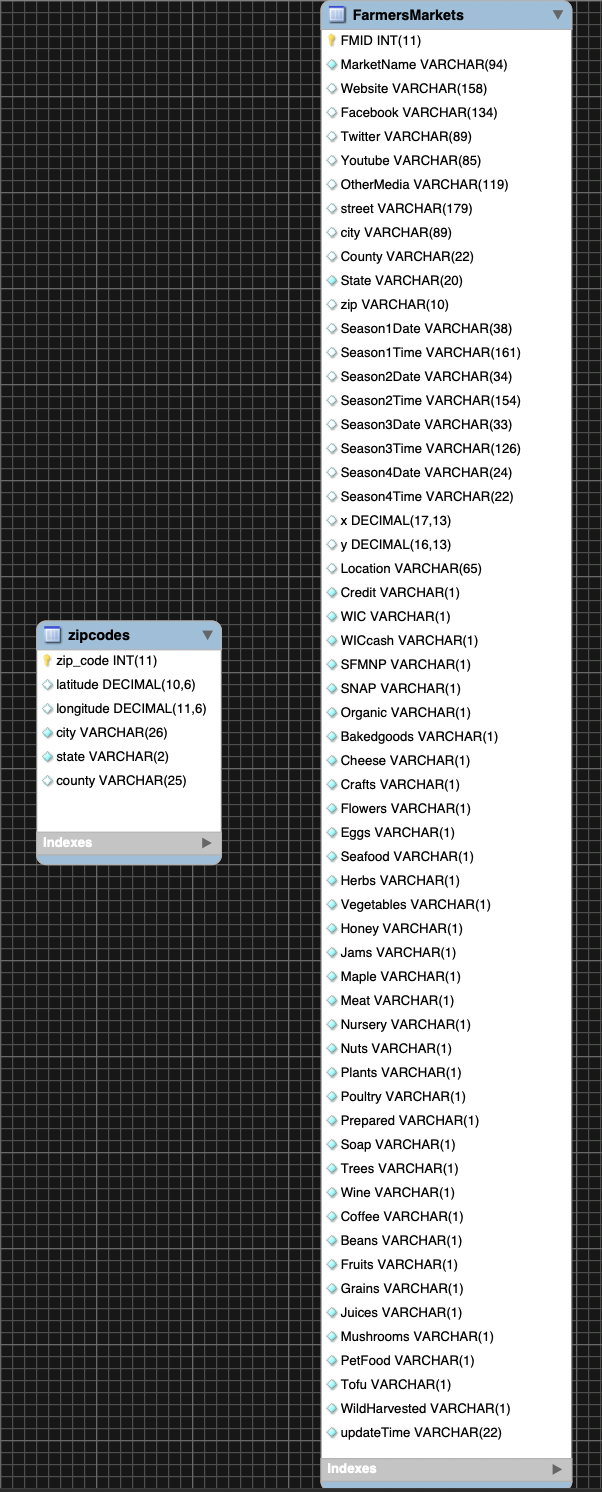 FarmersMarkets
FMID INT(11)
MarketName VARCHAR(94)
Website VARCHAR(158)
Facebook VARCHAR(134)
Twitter VARCHAR(89)
Youtube VARCHAR(85)
OtherMedia VARCHAR(119)
street VARCHAR(179)
city VARCHAR(89)
County VARCHAR(22)
State VARCHAR(20)
zip VARCHAR(10)
Season1Date VARCHAR(38)
Season1Time VARCHAR(161)
Season2Date VARCHAR(34)
Season2Time VARCHAR(154)
Season3Date VARCHAR(33)
Season3Time VARCHAR(126)
Season4Date VARCHAR(24)
Season4Time VARCHAR(22)
x DECIMAL(17,13)
y DECIMAL(16,13)
Location VARCHAR(65)
Credit VARCHAR(1)
WIC VARCHAR(1)
WICcash VARCHAR(1)
SFMNP VARCHAR(1)
SNAP VARCHAR(1)
Organic VARCHAR(1)
Bakedgoods VARCHAR(1)
Cheese VARCHAR(1)
Crafts VARCHAR(1)
Flowers VARCHAR(1)
Eggs VARCHAR(1)
Seafood VARCHAR(1)
Herbs VARCHAR(1)
Vegetables VARCHAR(1)
Honey VARCHAR(1)
Jams VARCHAR(1)
Maple VARCHAR(1)
Meat VARCHAR(1)
Nursery VARCHAR(1)
Nuts VARCHAR(1)
Plants VARCHAR(1)
Poultry VARCHAR(1)
Prepared VARCHAR(1)
Soap VARCHAR(1)
Trees VARCHAR(1)
Wine VARCHAR(1)
Coffee VARCHAR(1)
Beans VARCHAR(1)
Fruits VARCHAR(1)
Grains VARCHAR(1)
Juices VARCHAR(1)
Mushrooms VARCHAR(1)
PetFood VARCHAR(1)
Tofu VARCHAR(1)
WildHarvested VARCHAR(1)
updateTime VARCHAR(22)
Indexes
zipcodes
zip_code INT(11)
latitude DECIMAL(10,6)
longitude DECIMAL(11,6)
city VARCHAR(26)
state VARCHAR(2)
county VARCHAR(25)
Indexes